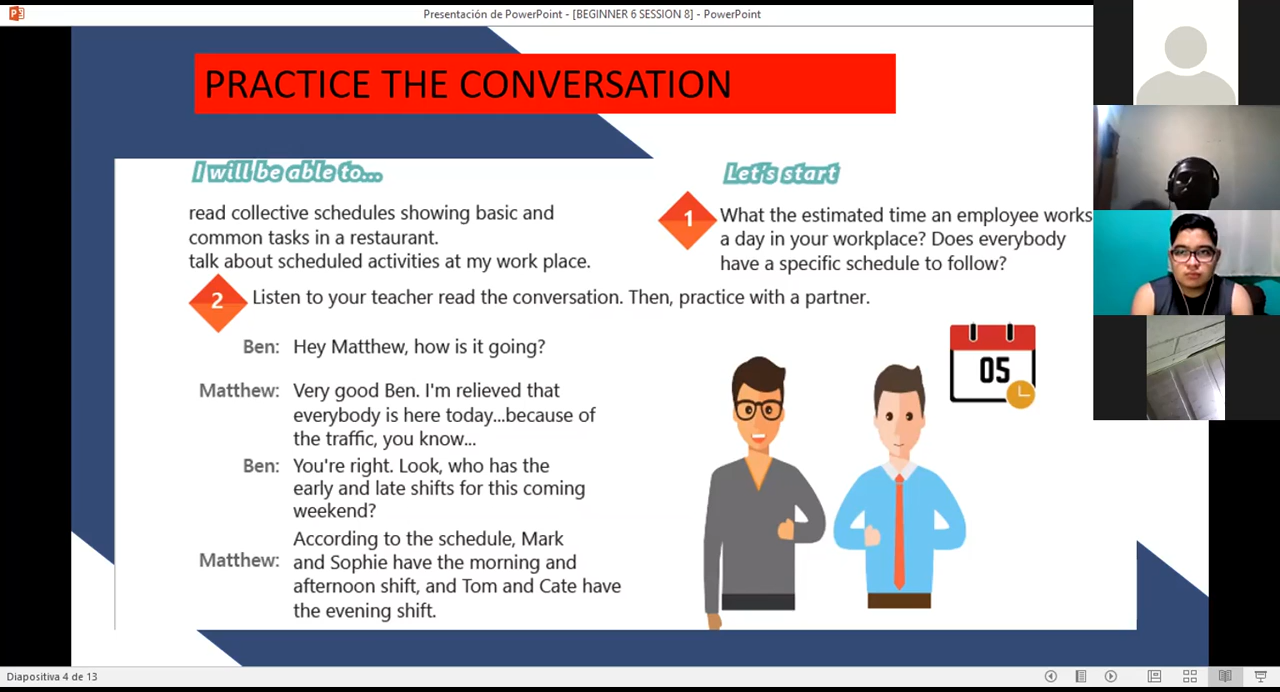 Presentación de PowerPoint - [BEGINNER 6 SESSION 8] - PowerPoint
PRACTICE THE CONVERSATION
I will be able to...
read collective schedules showing basic and
common tasks in a restaurant.
talk about scheduled activities at my work place.
Let's start
1
What the estimated time an employee works
a day in your workplace? Does everybody
have a specific schedule to follow?
2
Listen to your teacher read the conversation. Then, practice with a partner.
Ben: Hey Matthew, how is it going?
Matthew: Very good Ben. I'm relieved that
everybody is here today...because of
the traffic, you know...
Ben: You're right. Look, who has the
early and late shifts for this coming
weekend?
According to the schedule, Mark
Matthew: and Sophie have the morning and
afternoon shift, and Tom and Cate have
the evening shift.
05
Diapositiva 4 de 13